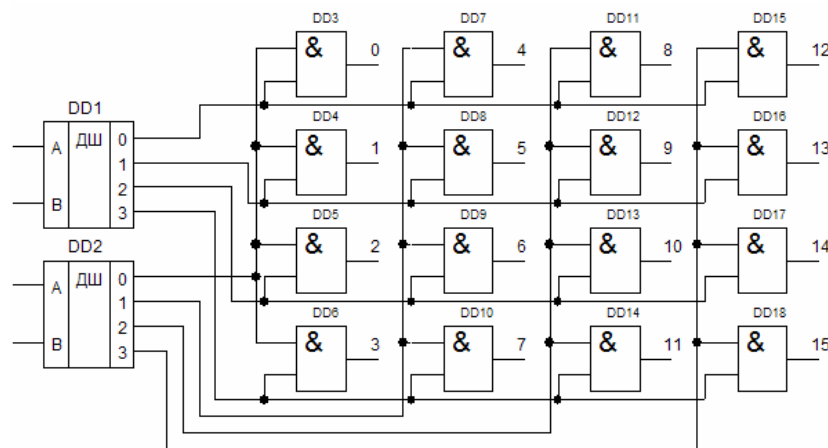 DD3 DD7 DD11 DD15
& 0 & 4 & 8 & 12
DD1
DD4 DD8 DD12 DD16
A ДШ 0
1
2
B 3
& 1 & 5 & 9 & 13
DD5 DD9 DD13 DD17
& 2 & 6 & 10 & 14
DD2
A ДШ 0
1
2
B 3
DD6 DD10 DD14 DD18
& 3 & 7 & 11 & 15